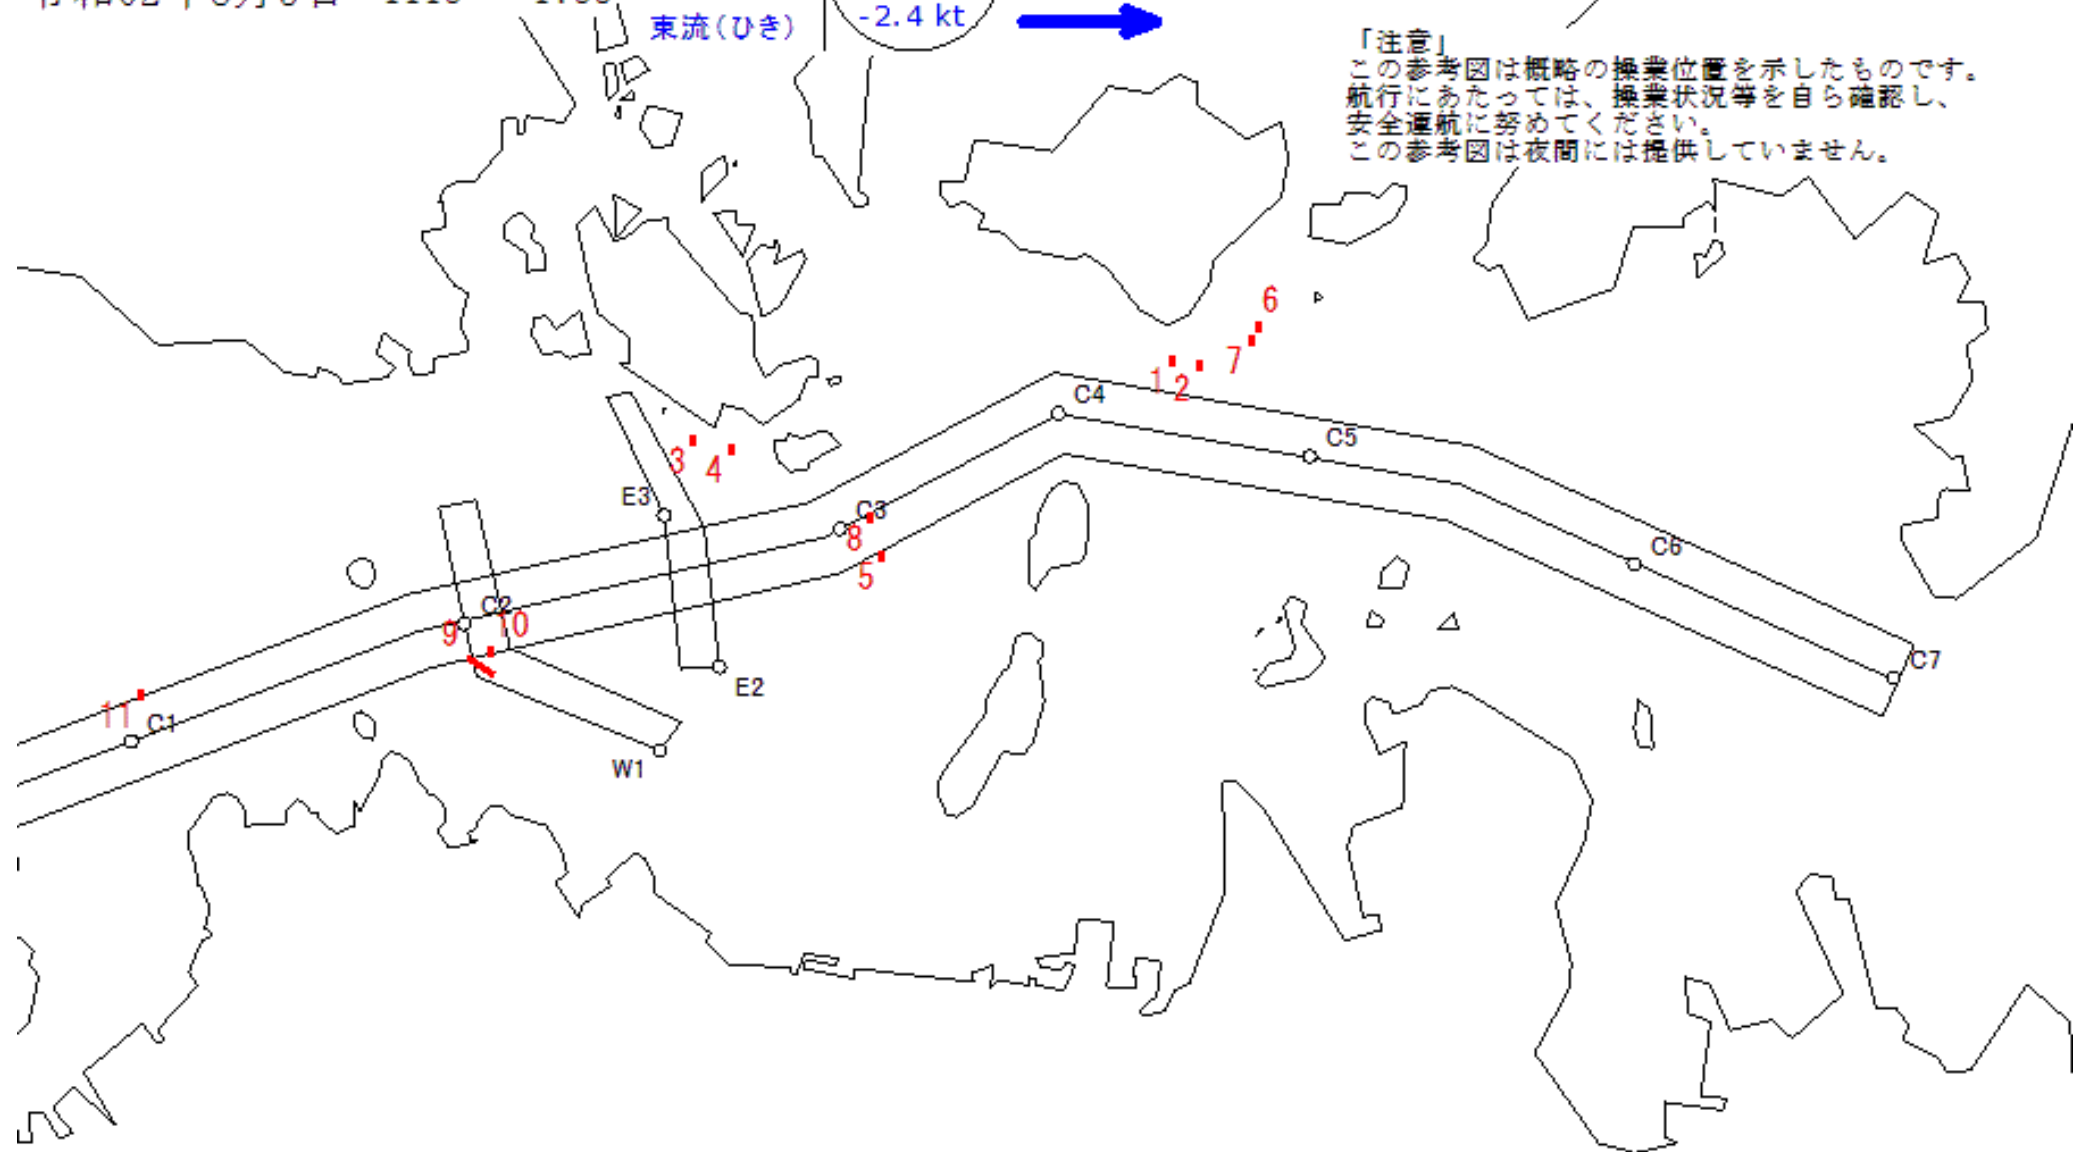 東流(ひき)
-2.4 kt
「注意」
この参考図は概略の操業位置を示したものです。
航行にあたっては、操業状況等を自ら確認し、
安全運航に努めてください。
この参考図は夜間には提供していません。
6
7
1
2
C4
C5
3
4
E3
C3
8
5
C6
C2
9
10
E2
C7
11
C1
W1